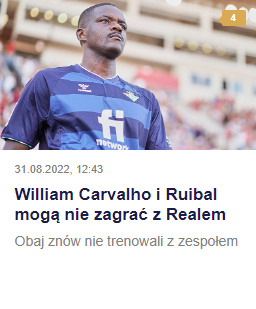 4
fi
network
31.08.2022, 12:43
William Carvalho i Ruibal
mogą nie zagrać z Realem
Obaj znów nie trenowali z zespołem